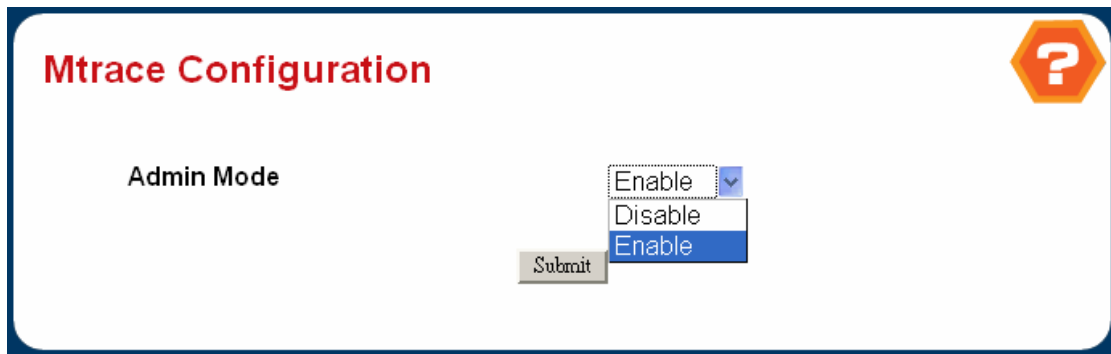 Mtrace Configuration
?
Admin Mode
Enable
Disable
Enable
Submit